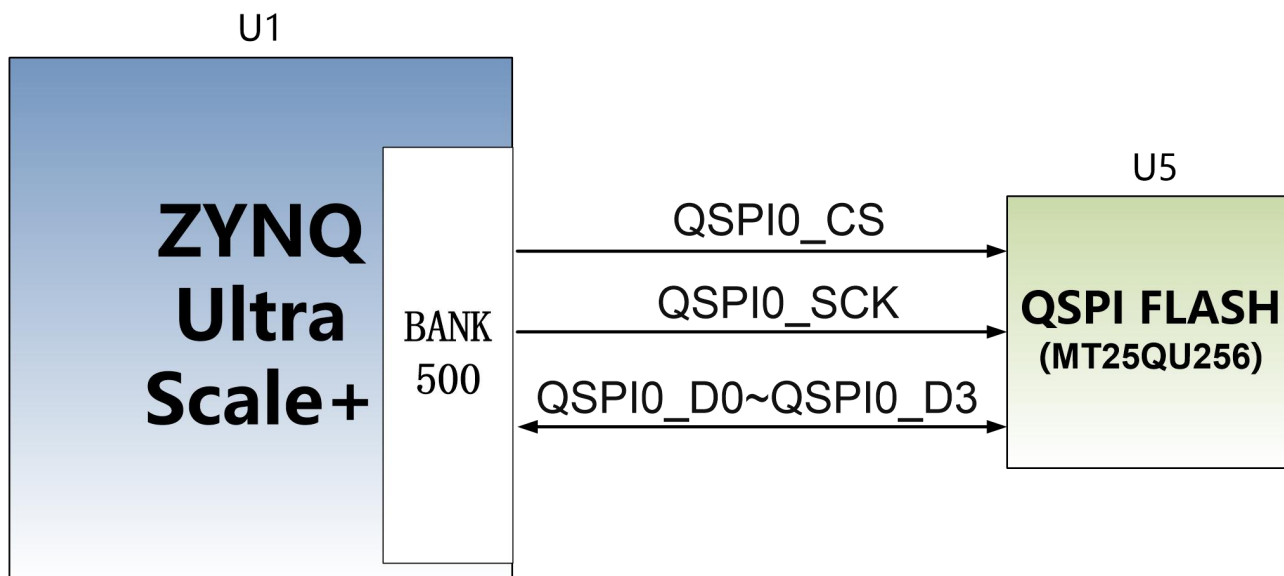 U1
ZYNQ
Ultra
Scale+
BANK
500
QSPI0_CS
QSPI0_SCK
QSPI0_D0~QSPI0_D3
U5
QSPI FLASH
(MT25QU256)